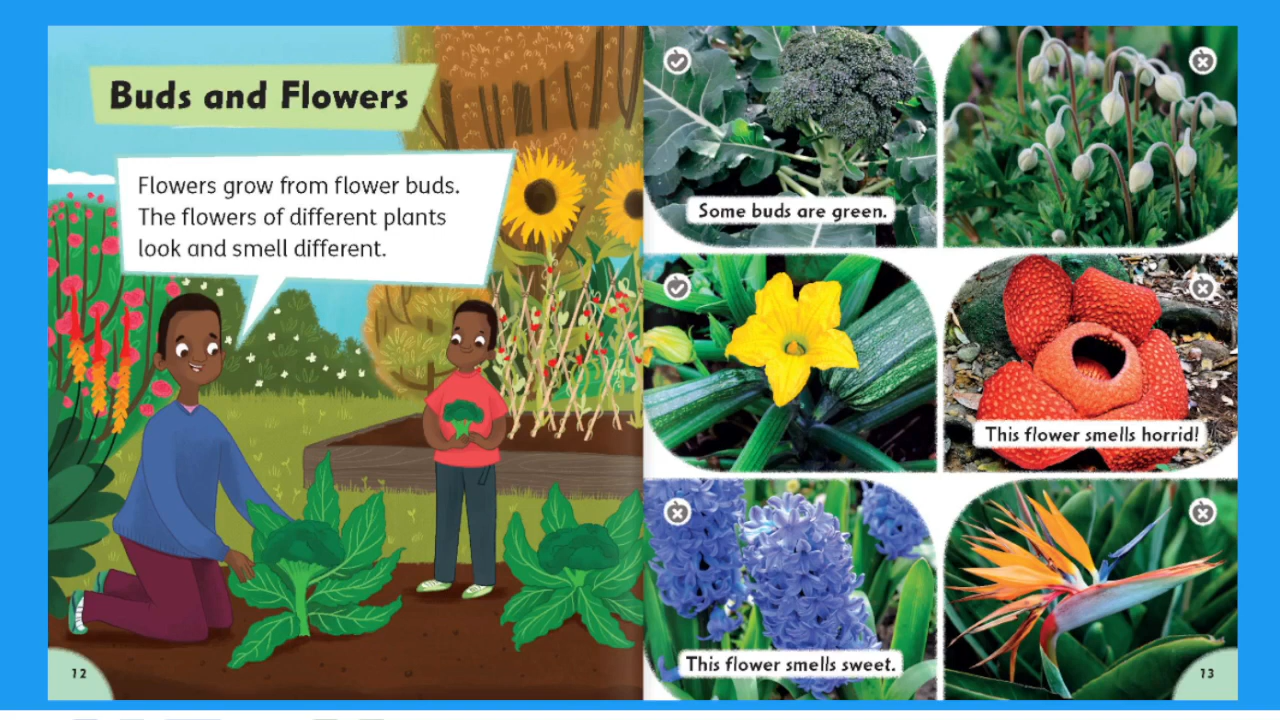 Buds and Flowers
Flowers grow from flower buds.
The flowers of different plants
look and smell different.
Some buds are green.
This flower smells horrid!
This flower smells sweet.
12
13